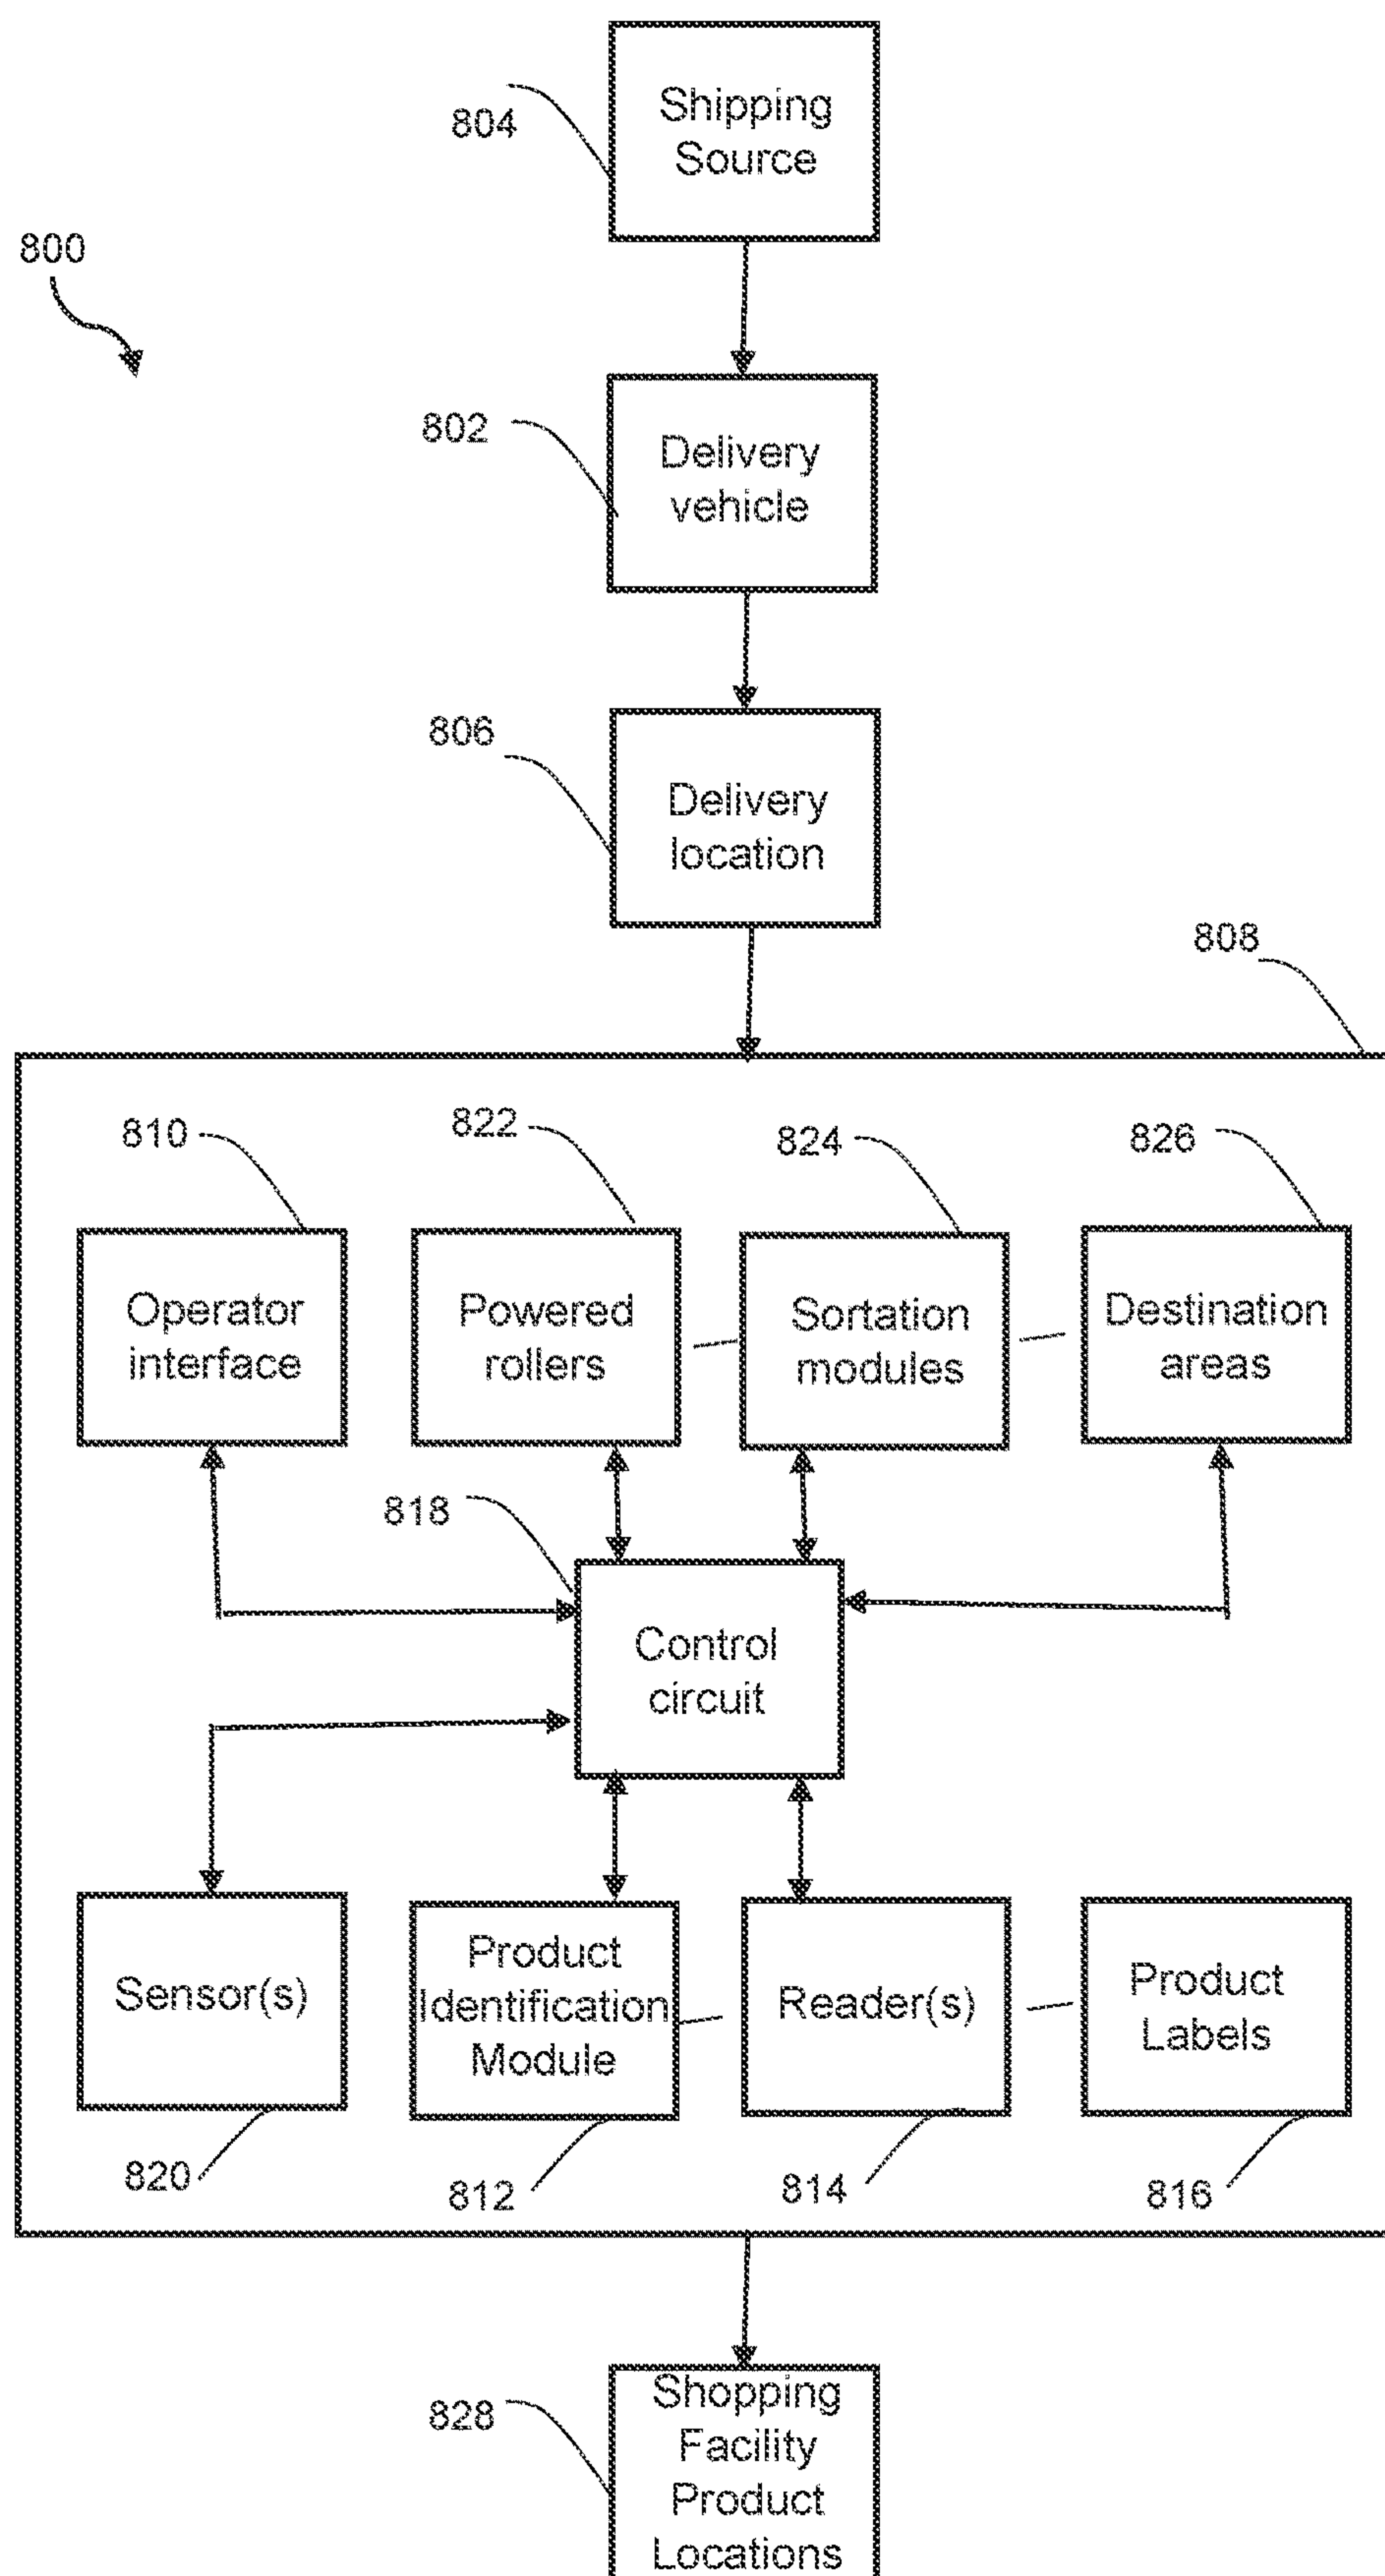 804
Shipping
Source
800
802
Delivery
vehicle
806
Delivery
location
808
810
822
824
826
Operator
interface
Powered
rollers
Sortation
modules
Destination
areas
818
Control
circuit
Sensor(s)
Product
Identification
Module
Reader(s)
Product
Labels
820
812
814
816
828
Shopping
Facility
Product
Locations